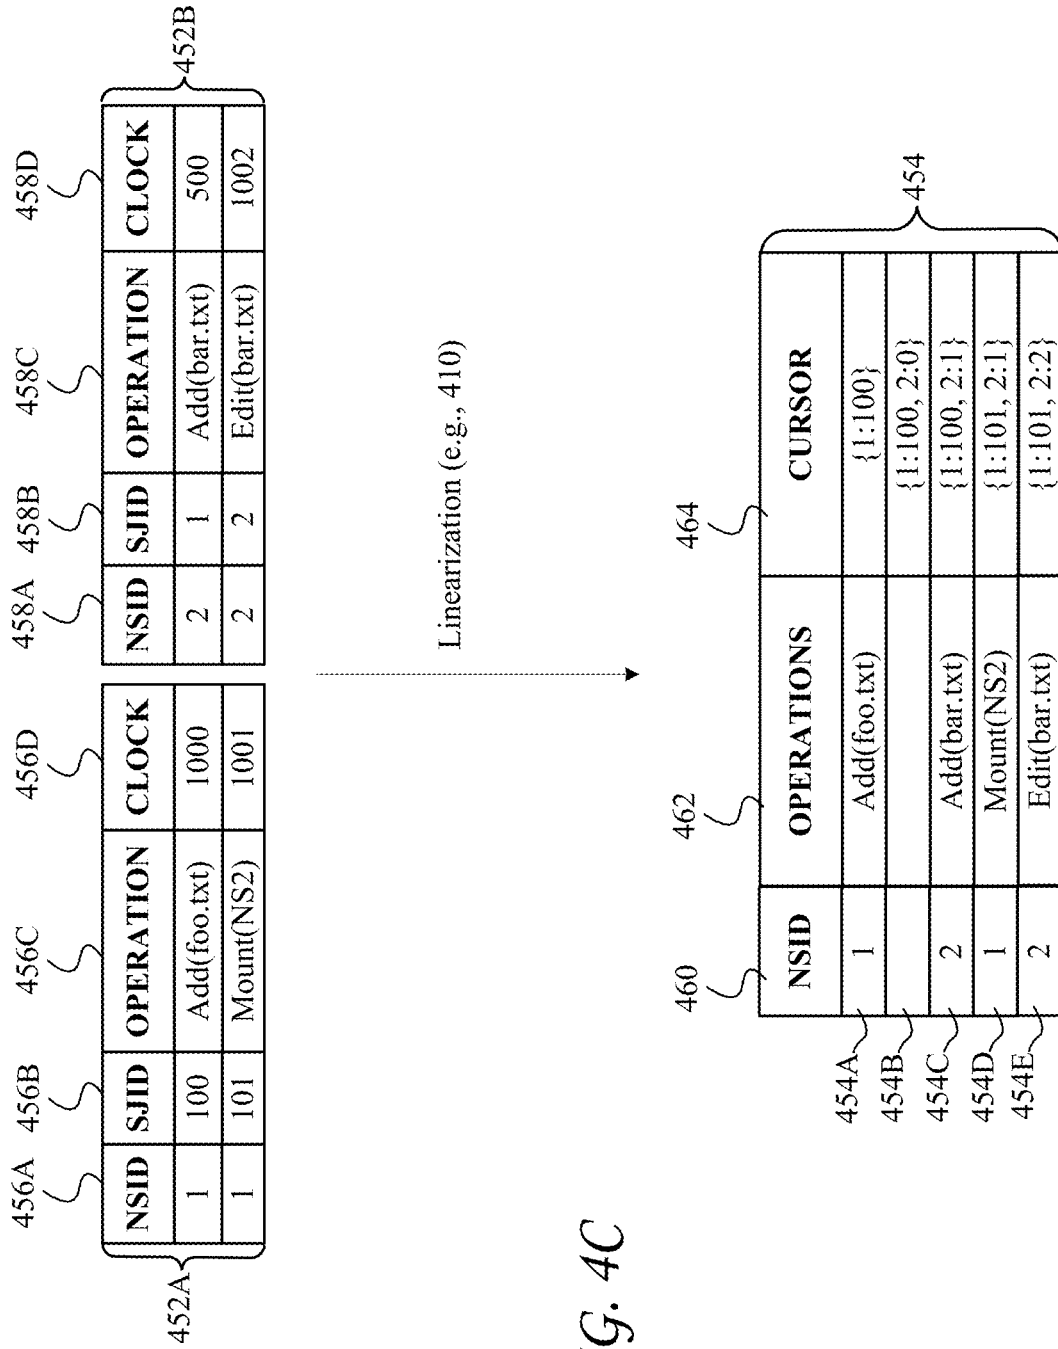 456A 456B 456C 456D 458A 458B 458C 458D
NSID SJID OPERATION CLOCK NSID SJID OPERATION CLOCK
1 100 Add(foo.txt) 1000 2 1 Add(bar.txt) 500
1 101 Mount(NS2) 1001 2 2 Edit(bar.txt) 1002
452A 452B
Linearization (e.g., 410)
460 462 464
NSID OPERATIONS CURSOR
454A 1 Add(foo.txt) {1:100}
454B {1:100, 2:0}
454C 2 Add(bar.txt) {1:100, 2:1}
454D 1 Mount(NS2) {1:101, 2:1}
454E 2 Edit(bar.txt) {1:101, 2:2}
454
G. 4C